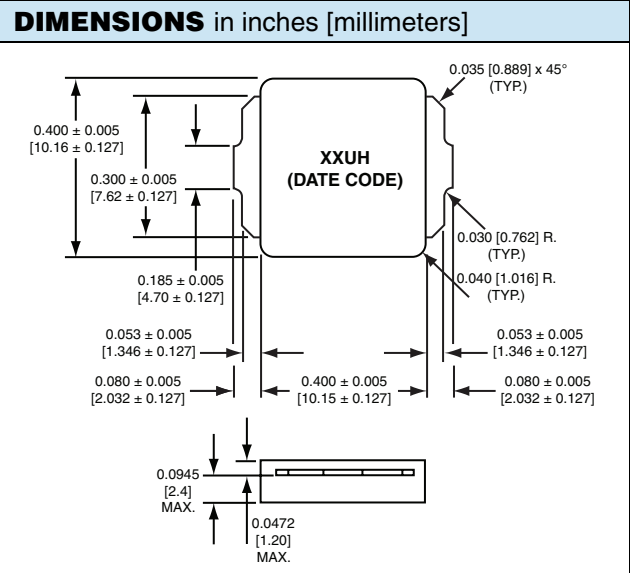 DIMENSIONS in inches [millimeters]
0.035 [0.889] x 45°
(TYP.)
0.400 ± 0.005
[10.16 ± 0.127]
0.300 ± 0.005
[7.62 ± 0.127]
XXUH
(DATE CODE)
0.030 [0.762] R.
(TYP.)
0.185 ± 0.005
[4.70 ± 0.127]
0.040 [1.016] R.
(TYP.)
0.053 ± 0.005
[1.346 ± 0.127]
0.053 ± 0.005
[1.346 ± 0.127]
0.080 ± 0.005
[2.032 ± 0.127]
0.400 ± 0.005
[10.15 ± 0.127]
0.080 ± 0.005
[2.032 ± 0.127]
0.0945
[2.4]
MAX.
0.0472
[1.20]
MAX.